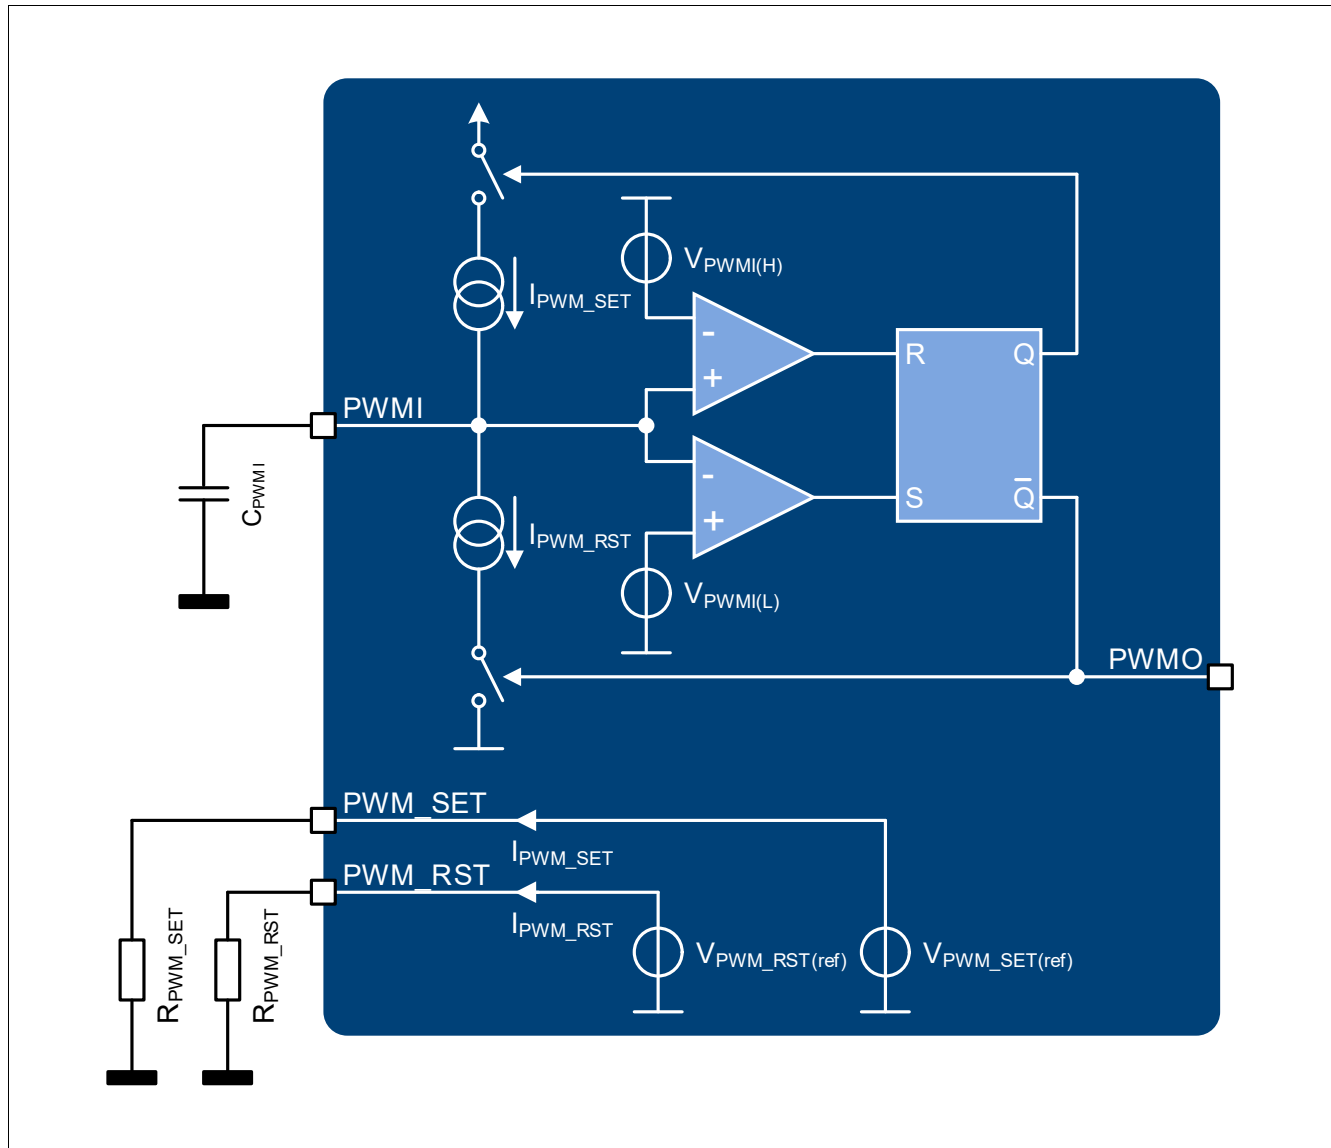 V_PWMI(H)
I_PWM_SET
-
+
R
Q
PWMI
C_PWMI
-
+
S
Q̅
I_PWM_RST
V_PWMI(L)
PWMO
PWM_SET
I_PWM_SET
PWM_RST
I_PWM_RST
R_PWM_SET
R_PWM_RST
V_PWM_RST(ref)
V_PWM_SET(ref)